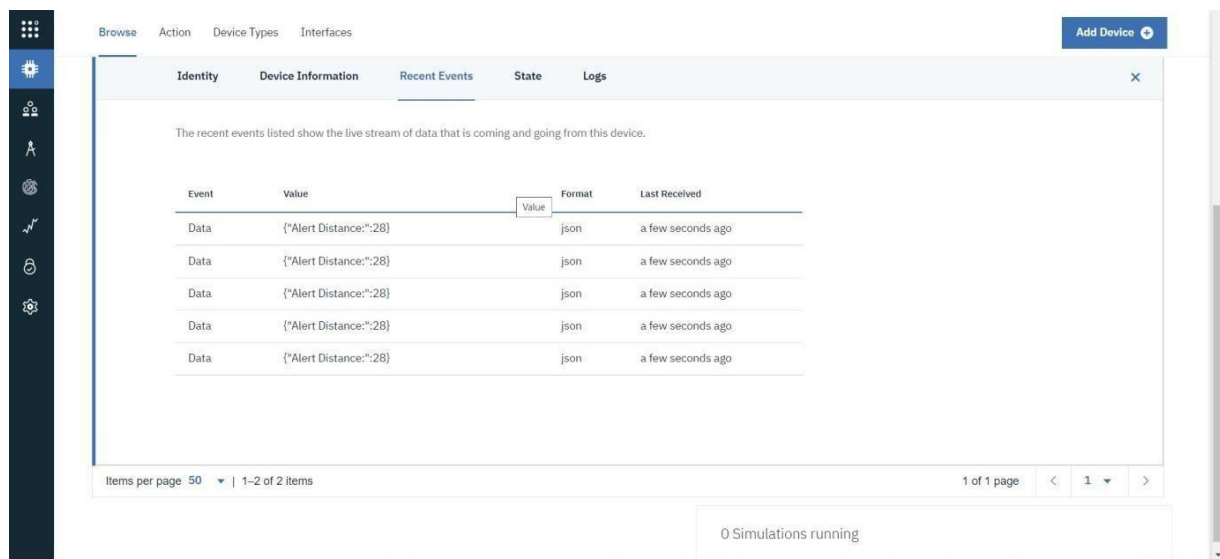 Browse Action Device Types Interfaces Add Device
Identity Device Information Recent Events State Logs
The recent events listed show the live stream of data that is coming and going from this device.
Event Value Format Last Received
Value
Data {"Alert Distance:":28} json a few seconds ago
Data {"Alert Distance:":28} json a few seconds ago
Data {"Alert Distance:":28} json a few seconds ago
Data {"Alert Distance:":28} json a few seconds ago
Data {"Alert Distance:":28} json a few seconds ago
Items per page 50 | 1–2 of 2 items 1 of 1 page < 1 >
0 Simulations running